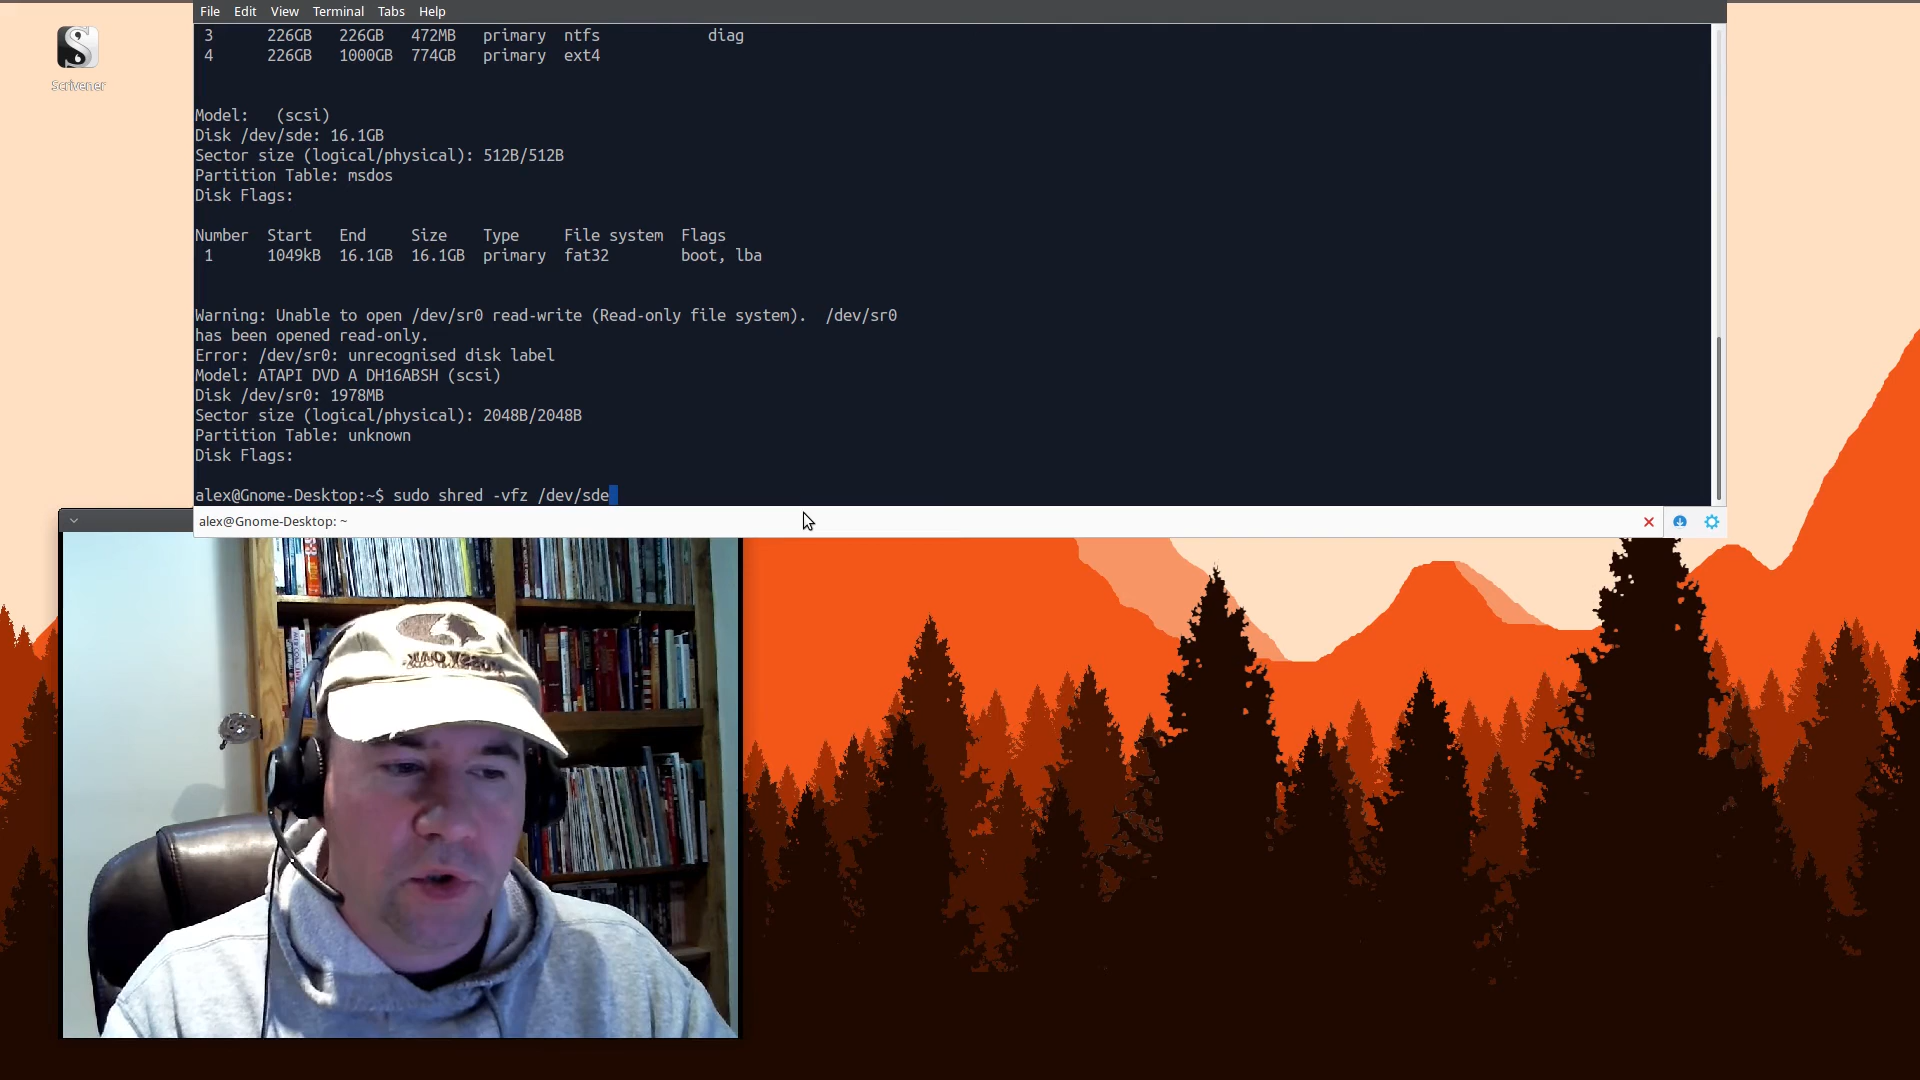 File Edit View Terminal Tabs Help
Scrivener
3 226GB 226GB 472MB primary ntfs diag
4 226GB 1000GB 774GB primary ext4
Model: (scsi)
Disk /dev/sde: 16.1GB
Sector size (logical/physical): 512B/512B
Partition Table: msdos
Disk Flags:
Number Start End Size Type File system Flags
1 1049kB 16.1GB 16.1GB primary fat32 boot, lba
Warning: Unable to open /dev/sr0 read-write (Read-only file system). /dev/sr0
has been opened read-only.
Error: /dev/sr0: unrecognised disk label
Model: ATAPI DVD A DH16ABSH (scsi)
Disk /dev/sr0: 1978MB
Sector size (logical/physical): 2048B/2048B
Partition Table: unknown
Disk Flags:
alex@Gnome-Desktop:~$ sudo shred -vfz /dev/sde
alex@Gnome-Desktop: ~
MOSSY OAK